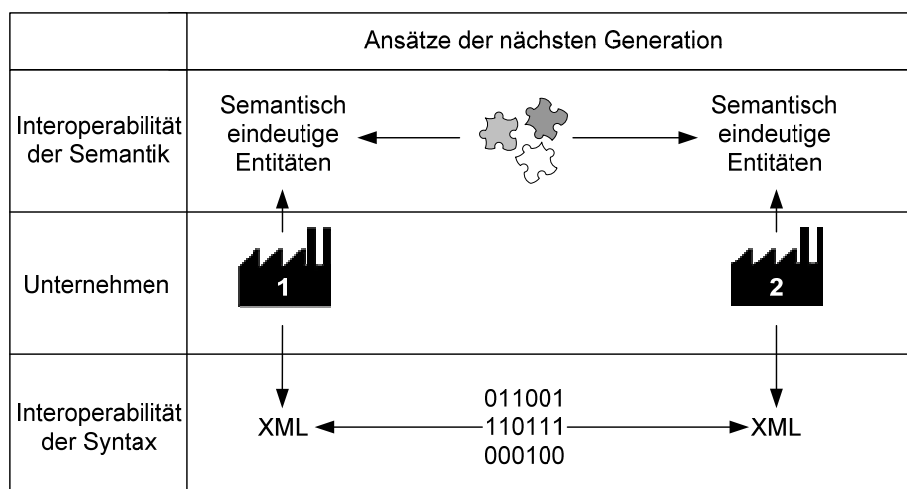 Ansätze der nächsten Generation
Interoperabilität
der Semantik
Semantisch
eindeutige
Entitäten
Semantisch
eindeutige
Entitäten
Unternehmen
1
2
Interoperabilität
der Syntax
XML
011001
110111
000100
XML